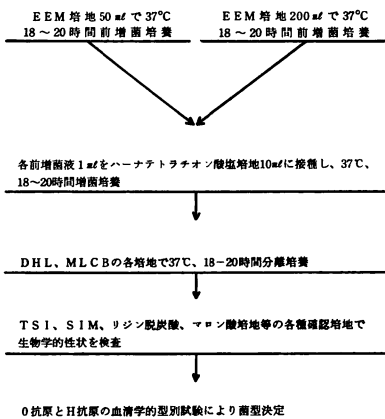 EEM培地50㎖で37℃
18～20時間前増菌培養
EEM培地200㎖で37℃
18～20時間前増菌培養
各前増菌液1㎖をハーナテトラチオン酸塩培地10㎖に接種し、37℃、
18～20時間増菌培養
DHL、MLCBの各培地で37℃、18－20時間分離培養
TSI、SIM、リジン脱炭酸、マロン酸培地等の各種確認培地で
生物学的性状を検査
O抗原とH抗原の血清学的型別試験により菌型決定